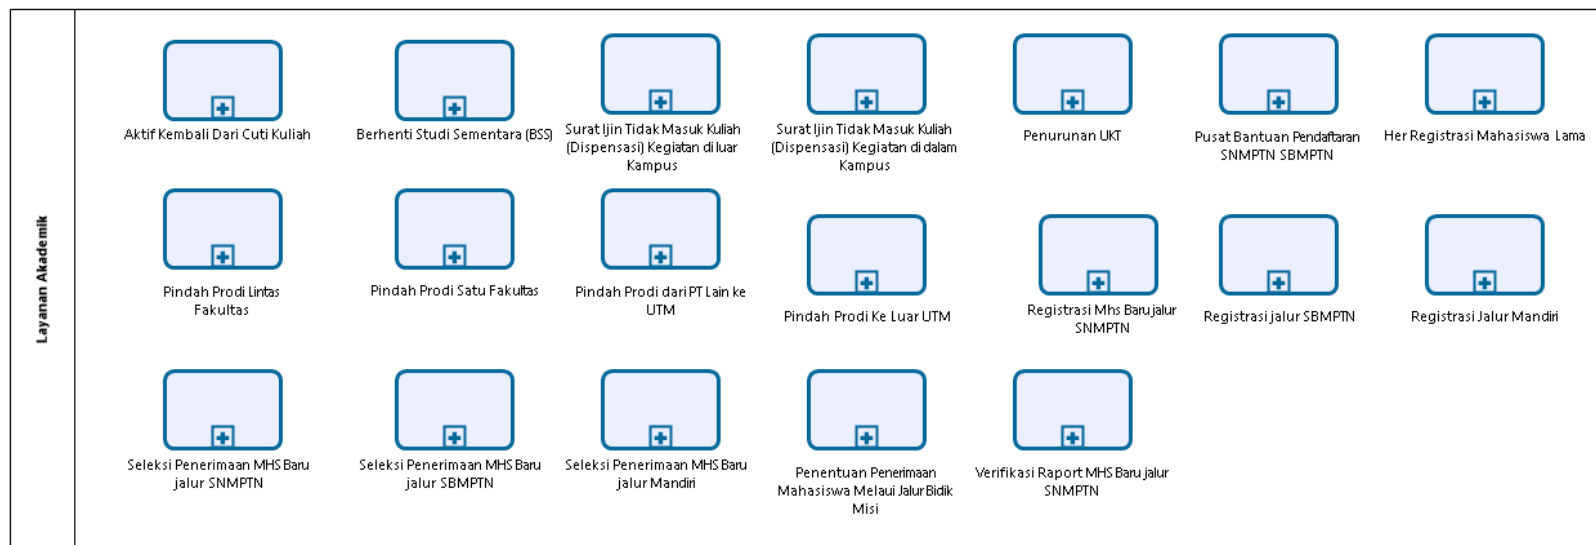 Layanan Akademik
Aktif Kembali Dari Cuti Kuliah
Berhenti Studi Sementara (BSS)
Surat Ijin Tidak Masuk Kuliah
(Dispensasi) Kegiatan di luar
Kampus
Surat Ijin Tidak Masuk Kuliah
(Dispensasi) Kegiatan di dalam
Kampus
Penurunan UKT
Pusat Bantuan Pendaftaran
SNMPTN SBMPTN
Her Registrasi Mahasiswa Lama
Pindah Prodi Lintas
Fakultas
Pindah Prodi Satu Fakultas
Pindah Prodi dari PT Lain ke
UTM
Pindah Prodi Ke Luar UTM
Registrasi Mhs Baru jalur
SNMPTN
Registrasi jalur SBMPTN
Registrasi Jalur Mandiri
Seleksi Penerimaan MHS Baru
jalur SNMPTN
Seleksi Penerimaan MHS Baru
jalur SBMPTN
Seleksi Penerimaan MHS Baru
jalur Mandiri
Penentuan Penerimaan
Mahasiswa Melaui Jalur Bidik
Misi
Verifikasi Raport MHS Baru jalur
SNMPTN